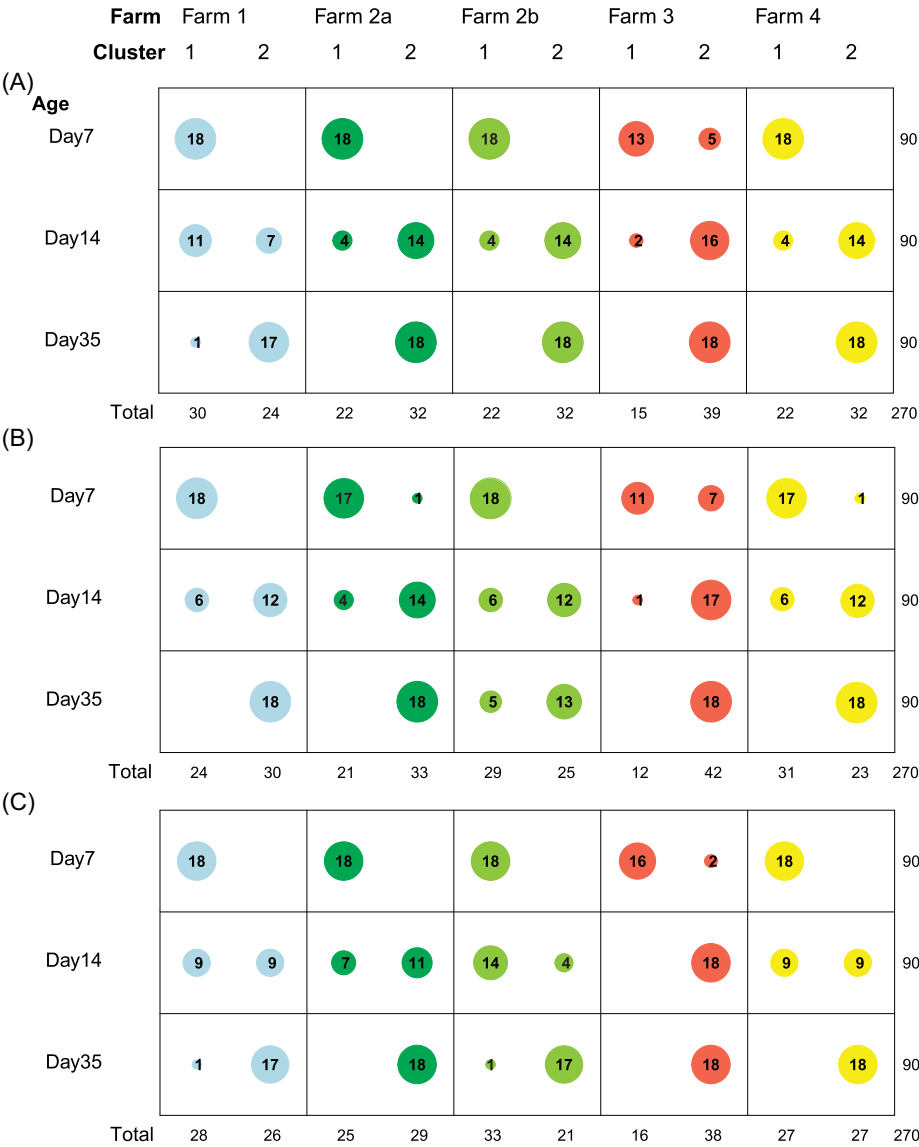 Farm Farm 1 Farm 2a Farm 2b Farm 3 Farm 4
Cluster 1 2 1 2 1 2 1 2 1 2
(A)
Age
Day7 18 18 18 13 5 18 90
Day14 11 7 4 14 4 14 2 16 4 14 90
Day35 1 17 18 18 18 18 90
Total 30 24 22 32 22 32 15 39 22 32 270
(B)
Day7 18 17 1 18 11 7 17 1 90
Day14 6 12 4 14 6 12 1 17 6 12 90
Day35 18 18 5 13 18 18 90
Total 24 30 21 33 29 25 12 42 31 23 270
(C)
Day7 18 18 18 16 2 18 90
Day14 9 9 7 11 14 4 18 9 9 90
Day35 1 17 18 1 17 18 18 90
Total 28 26 25 29 33 21 16 38 27 27 270